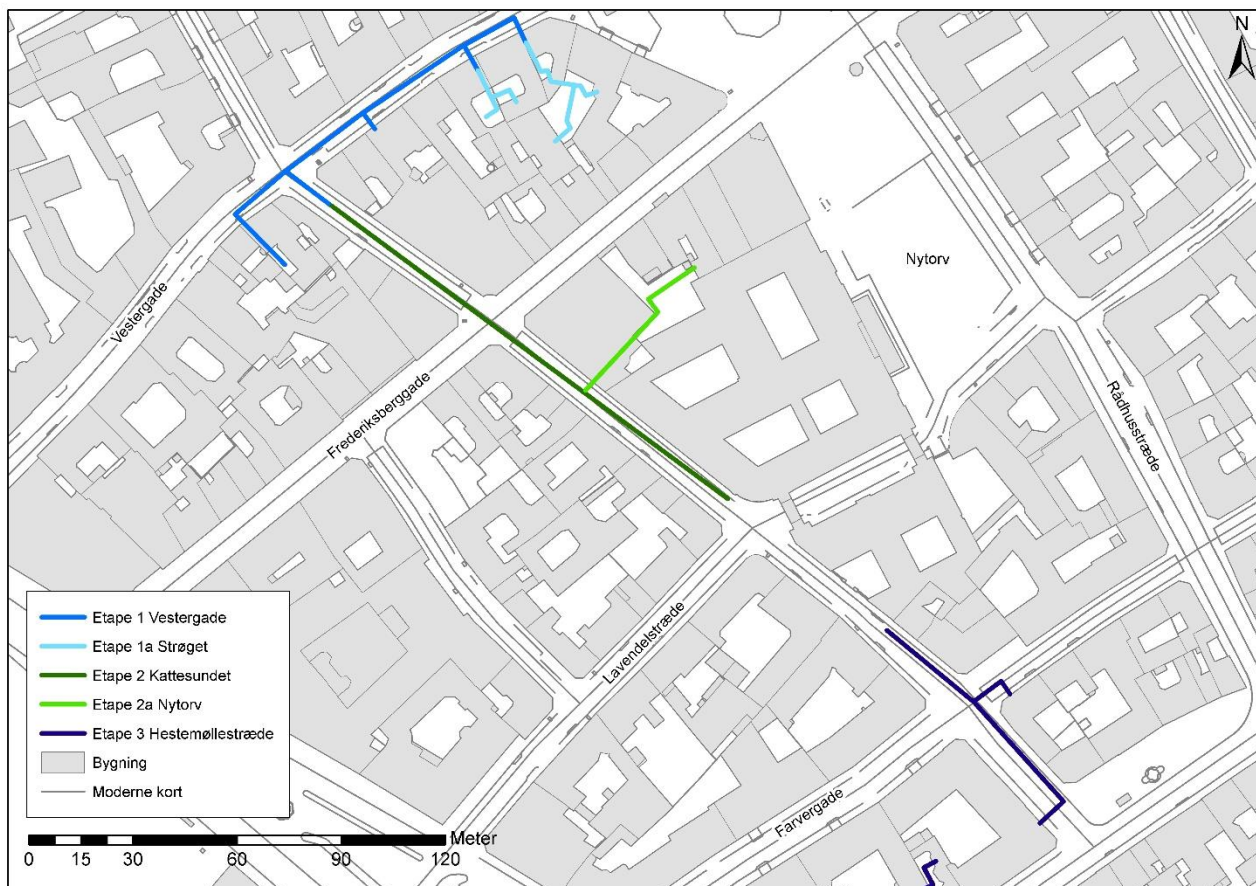 N
Nytorv
Vestergade
Frederiksberggade
Rådhusstræde
Lavendelstræde
Farvergade
Etape 1 Vestergade
Etape 1a Strøget
Etape 2 Kattesundet
Etape 2a Nytorv
Etape 3 Hestemøllestræde
Bygning
Moderne kort
Meter
0 15 30 60 90 120